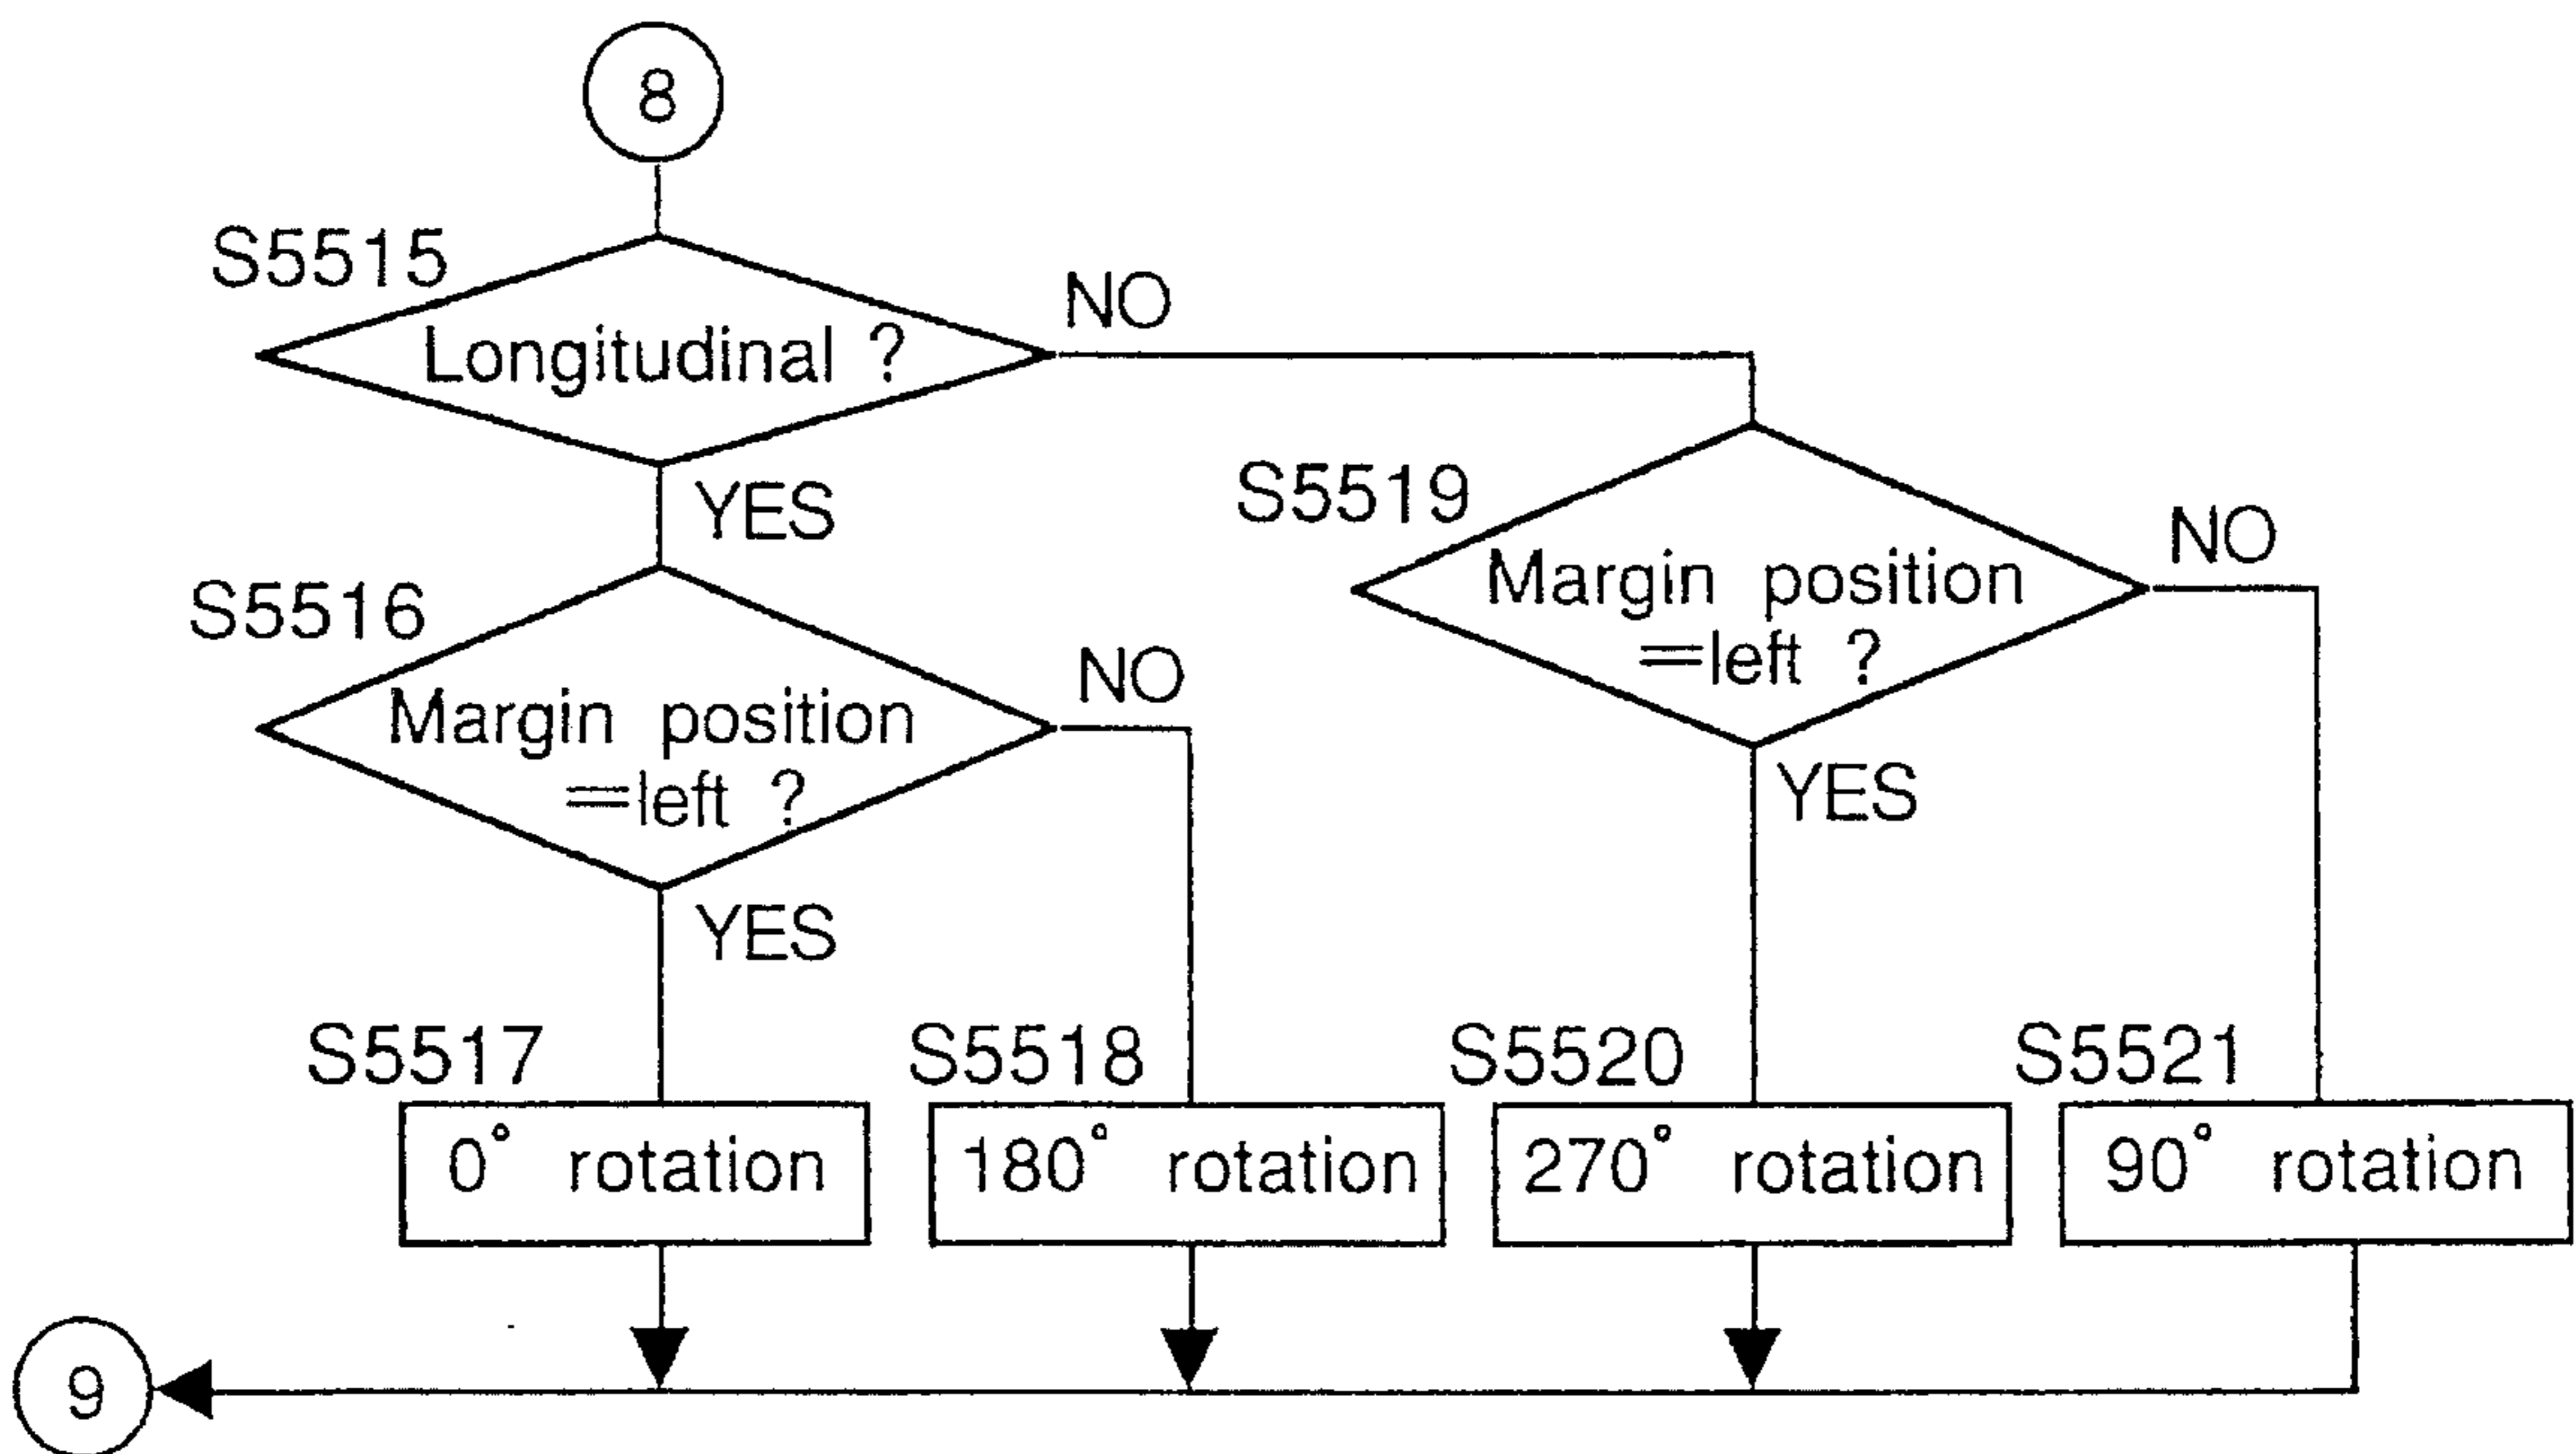 8
S5515
Longitudinal ?
NO
YES
S5516
Margin position
=left ?
NO
YES
S5519
Margin position
=left ?
NO
YES
S5517
0° rotation
S5518
180° rotation
S5520
270° rotation
S5521
90° rotation
9